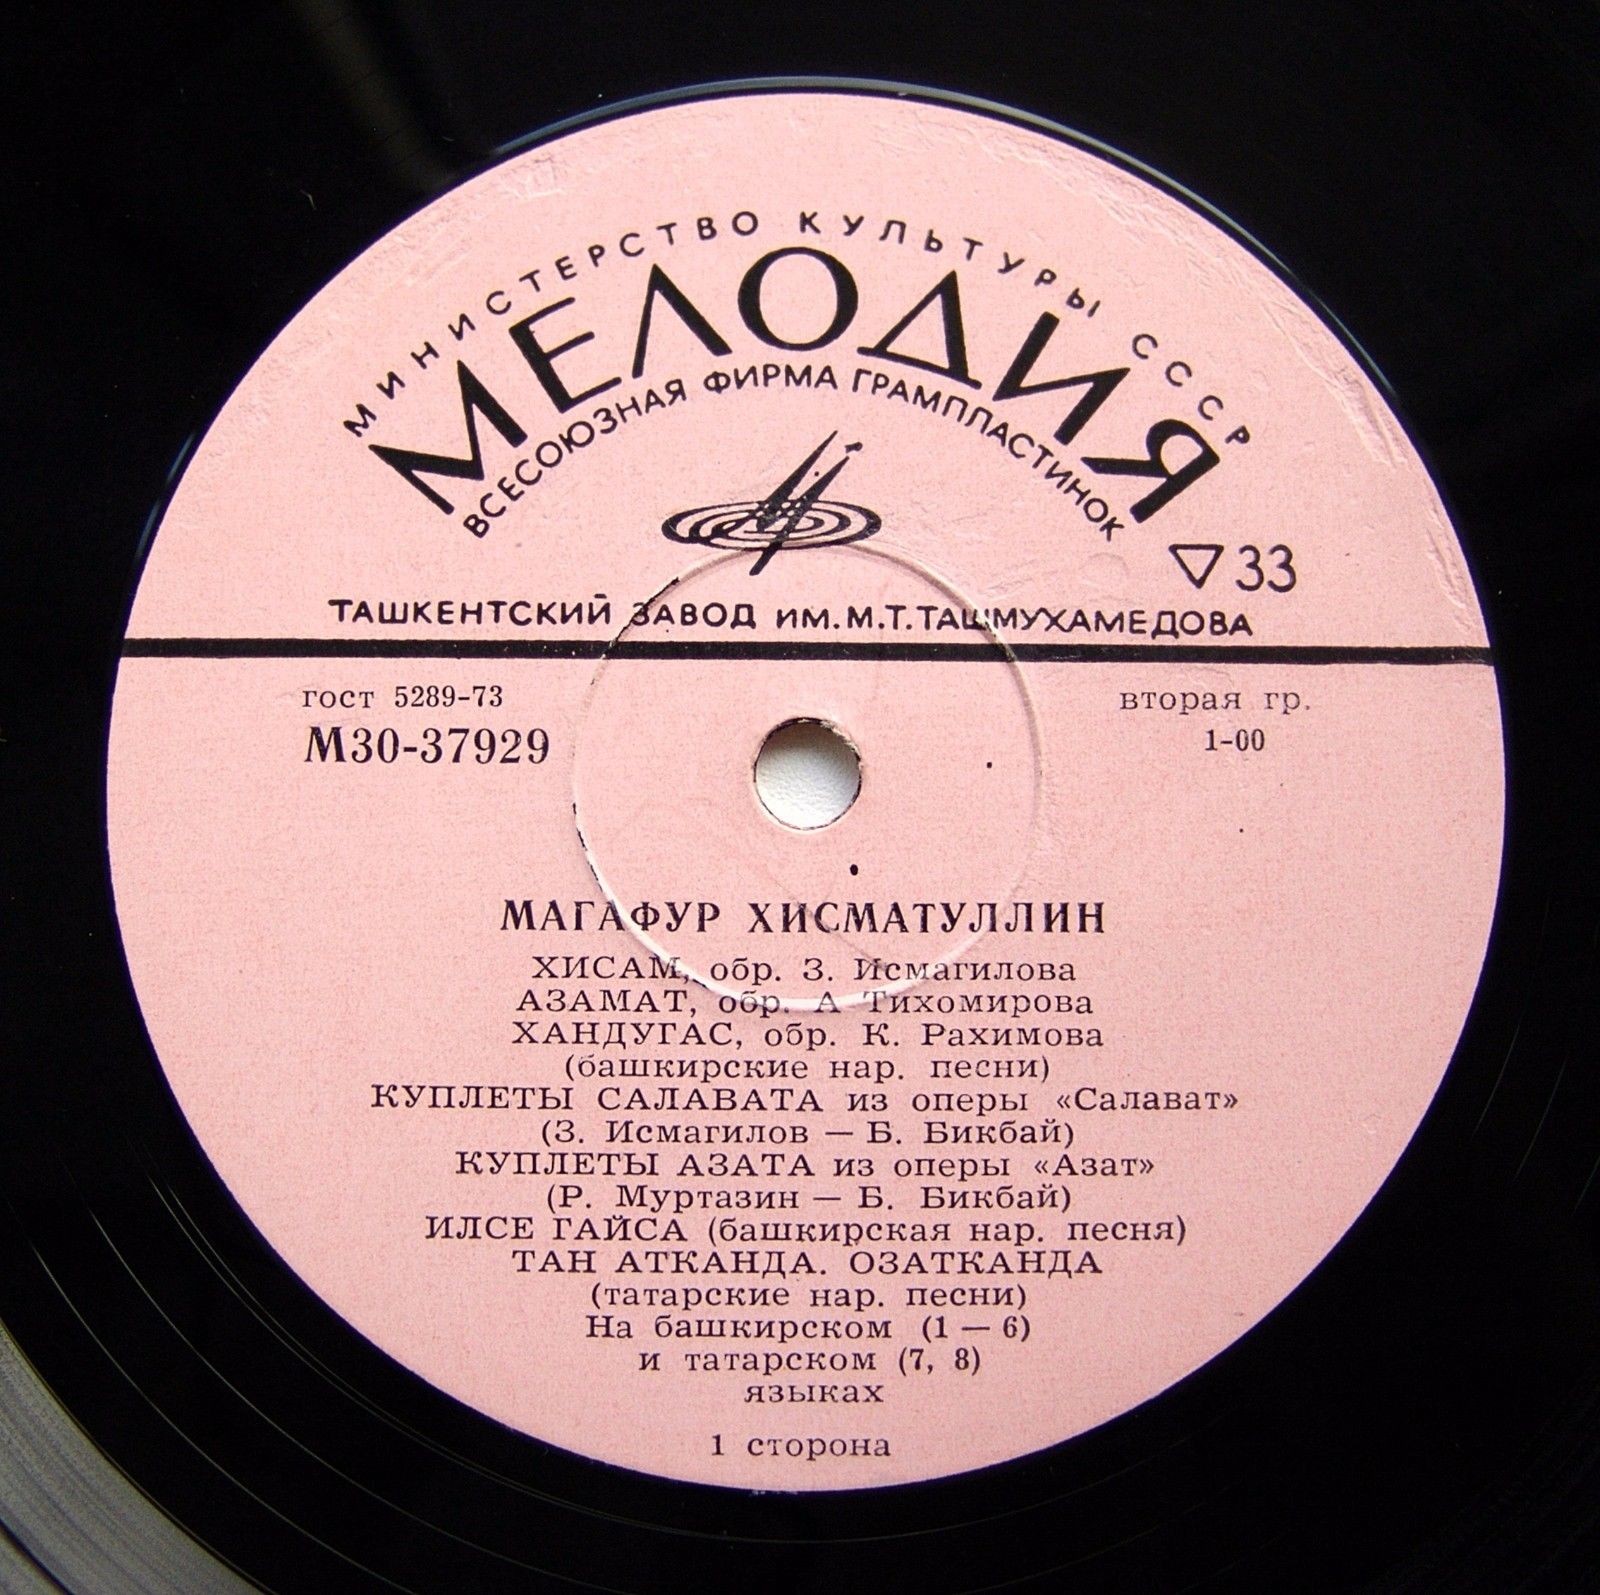 МИНИСТЕРСТВО КУЛЬТУРЫ СССР
МЕЛОДИЯ
ВСЕСОЮЗНАЯ ФИРМА ГРАМПЛАСТИНОК
33
ТАШКЕНТСКИЙ ЗАВОД ИМ.М.Т.ТАШМУХАМЕДОВА
гост 5289-73
вторая гр.
М30-37929
1-00
МАГАФУР ХИСМАТУЛЛИН
ХИСАМ, обр. З. Исмагилова
АЗАМАТ, обр. А Тихомирова
ХАНДУГАС, обр. К. Рахимова
(башкирские нар. песни)
КУПЛЕТЫ САЛАВАТА из оперы «Салават»
(З. Исмагилов — Б. Бикбай)
КУПЛЕТЫ АЗАТА из оперы «Азат»
(Р. Муртазин — Б. Бикбай)
ИЛСЕ ГАЙСА (башкирская нар. песня)
ТАН АТКАНДА. ОЗАТКАНДА
(татарские нар. песни)
На башкирском (1 — 6)
и татарском (7, 8)
языках
1 сторона